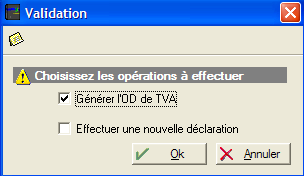 Validation
Choisissez les opérations à effectuer
Générer l'OD de TVA
Effectuer une nouvelle déclaration
Ok
Annuler